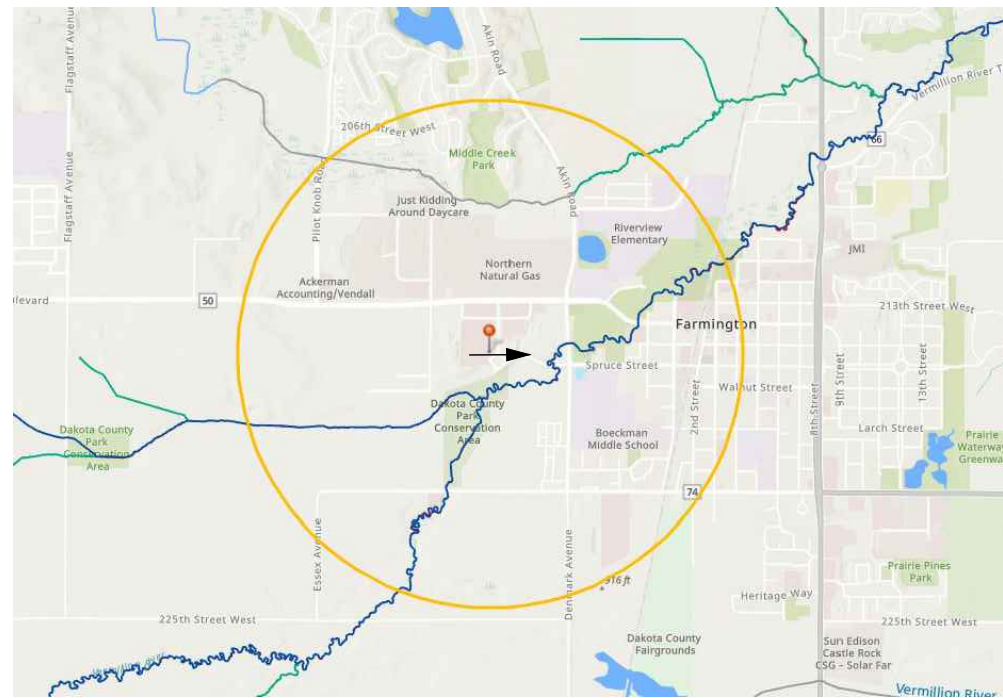 Flagstaff Avenue
Akin Road
Vermillion River T
206th Street West
66
Middle Creek
Park
Pilot Knob Road
Akin Road
Flagstaff Avenue
Just Kidding
Around Daycare
Riverview
Elementary
JMI
Northern
Natural Gas
Ackerman
Accounting/Vendall
ulevard
50
213th Street West
Farmington
Spruce Street
Walnut Street
2nd Street
8th Street
9th Street
13th Street
Dakota County
Park
Conservation
Area
Dakota County
Park
Conservation
Area
Boeckman
Middle School
Larch Street
Prairie
Waterway
Greenway
74
Essex Avenue
Denmark Avenue
916 ft
Prairie Pines
Park
Heritage Way
225th Street West
225th Street West
Dakota County
Fairgrounds
Sun Edison
Castle Rock
CSG - Solar Far
Vermillion River